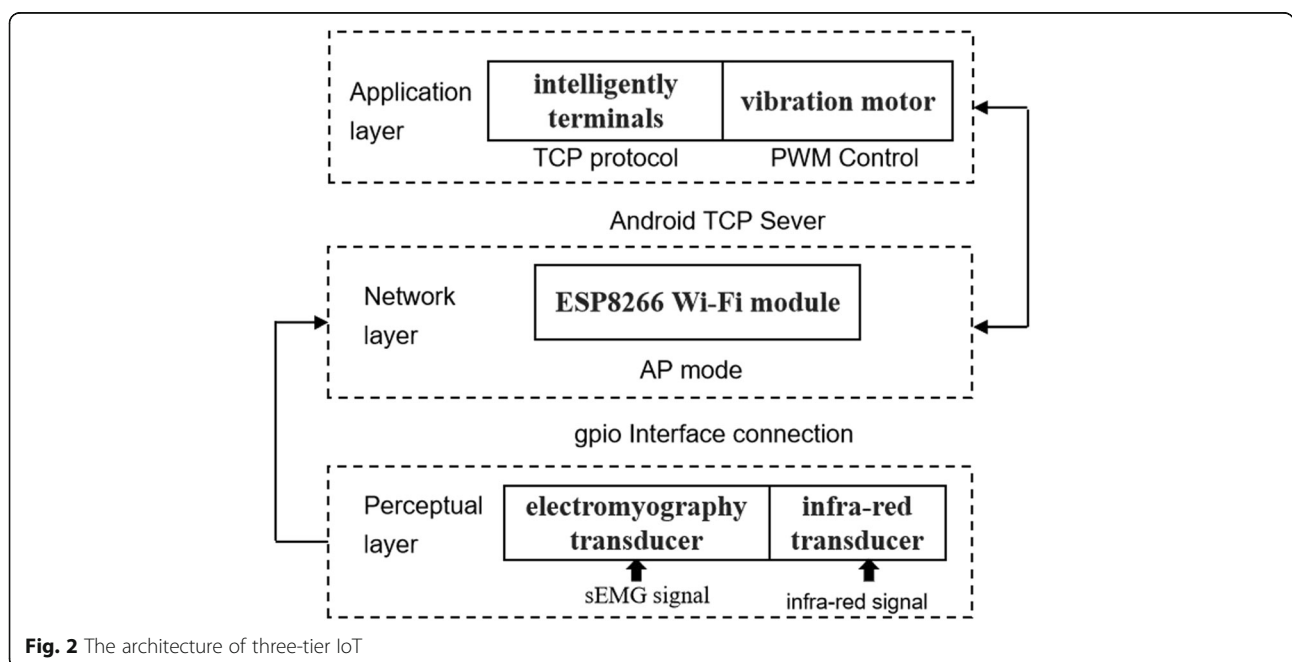 Application
layer
intelligently
terminals
vibration motor
TCP protocol
PWM Control
Android TCP Sever
Network
layer
ESP8266 Wi-Fi module
AP mode
gpio Interface connection
Perceptual
layer
electromyography
transducer
infra-red
transducer
sEMG signal
infra-red signal
Fig. 2 The architecture of three-tier IoT